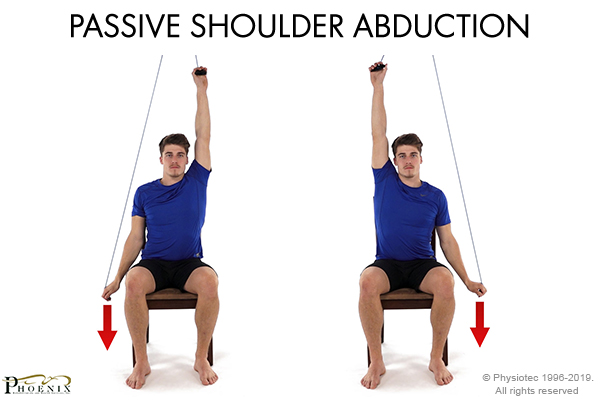 PASSIVE SHOULDER ABDUCTION
PHOENIX
© Physiotec 1996-2019.
All rights reserved